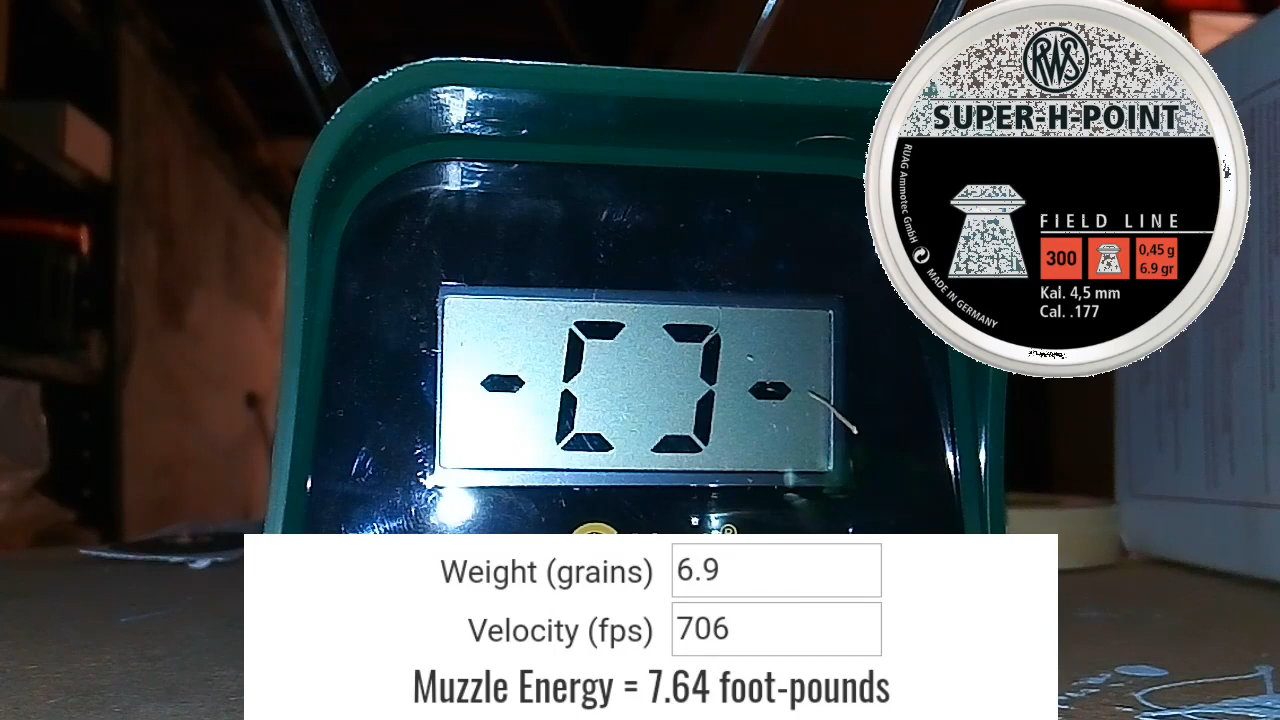 RWS
SUPER-H-POINT
RUAG Ammotec GmbH
MADE IN GERMANY
FIELD LINE
300
0,45 g
6.9 gr
Kal. 4,5 mm
Cal. .177
- 0 -
Weight (grains) 6.9
Velocity (fps) 706
Muzzle Energy = 7.64 foot-pounds